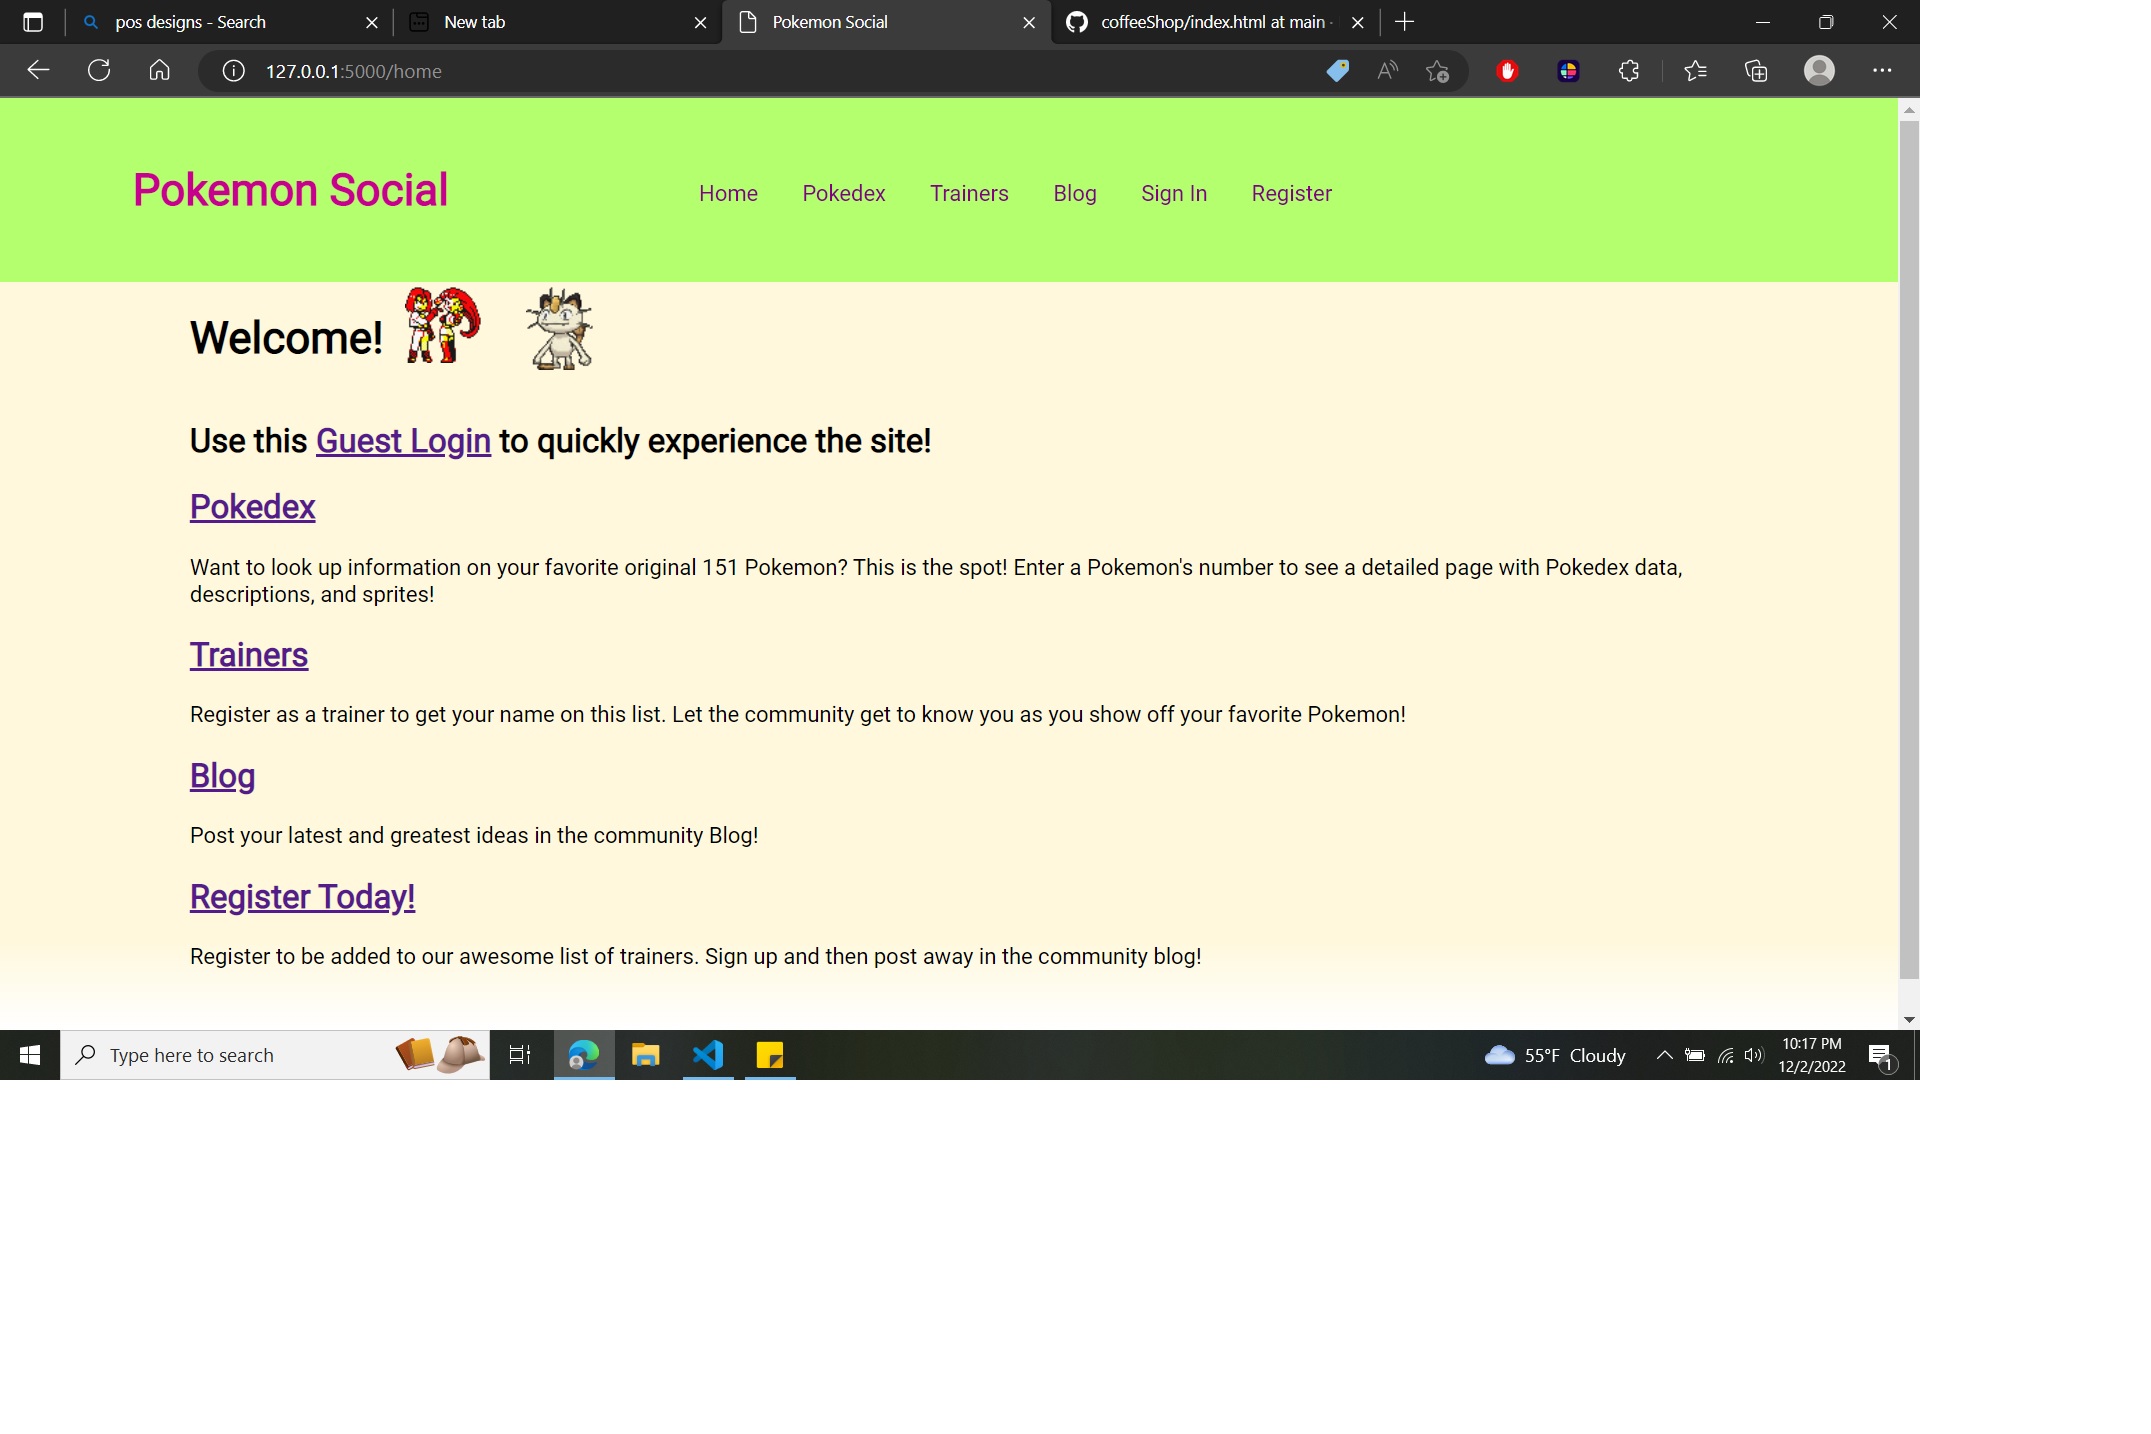 pos designs - Search
New tab
Pokemon Social
coffeeShop/index.html at main ·
127.0.0.1:5000/home
Pokemon Social
Home Pokedex Trainers Blog Sign In Register
Welcome!
Use this Guest Login to quickly experience the site!
Pokedex
Want to look up information on your favorite original 151 Pokemon? This is the spot! Enter a Pokemon's number to see a detailed page with Pokedex data,
descriptions, and sprites!
Trainers
Register as a trainer to get your name on this list. Let the community get to know you as you show off your favorite Pokemon!
Blog
Post your latest and greatest ideas in the community Blog!
Register Today!
Register to be added to our awesome list of trainers. Sign up and then post away in the community blog!
Type here to search
55°F Cloudy
10:17 PM
12/2/2022
1